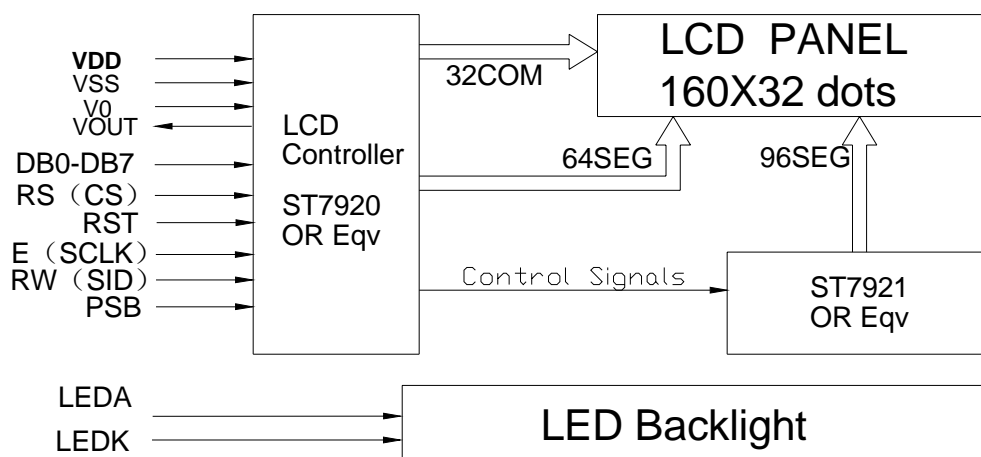 VDD
VSS
V0
VOUT
DB0-DB7
RS（CS）
RST
E（SCLK）
RW（SID）
PSB
LCD
Controller
ST7920
OR Eqv
32COM
64SEG
LCD PANEL
160X32 dots
96SEG
Control Signals
ST7921
OR Eqv
LEDA
LEDK
LED Backlight